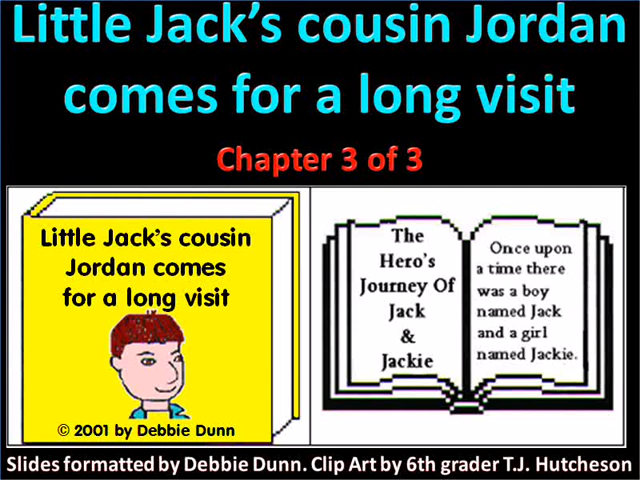 Little Jack’s cousin Jordan
comes for a long visit
Chapter 3 of 3
Little Jack’s cousin
Jordan comes
for a long visit
© 2001 by Debbie Dunn
The
Hero's
Journey Of
Jack
&
Jackie
Once upon
a time there
was a boy
named Jack
and a girl
named Jackie.
Slides formatted by Debbie Dunn. Clip Art by 6th grader T.J. Hutcheson